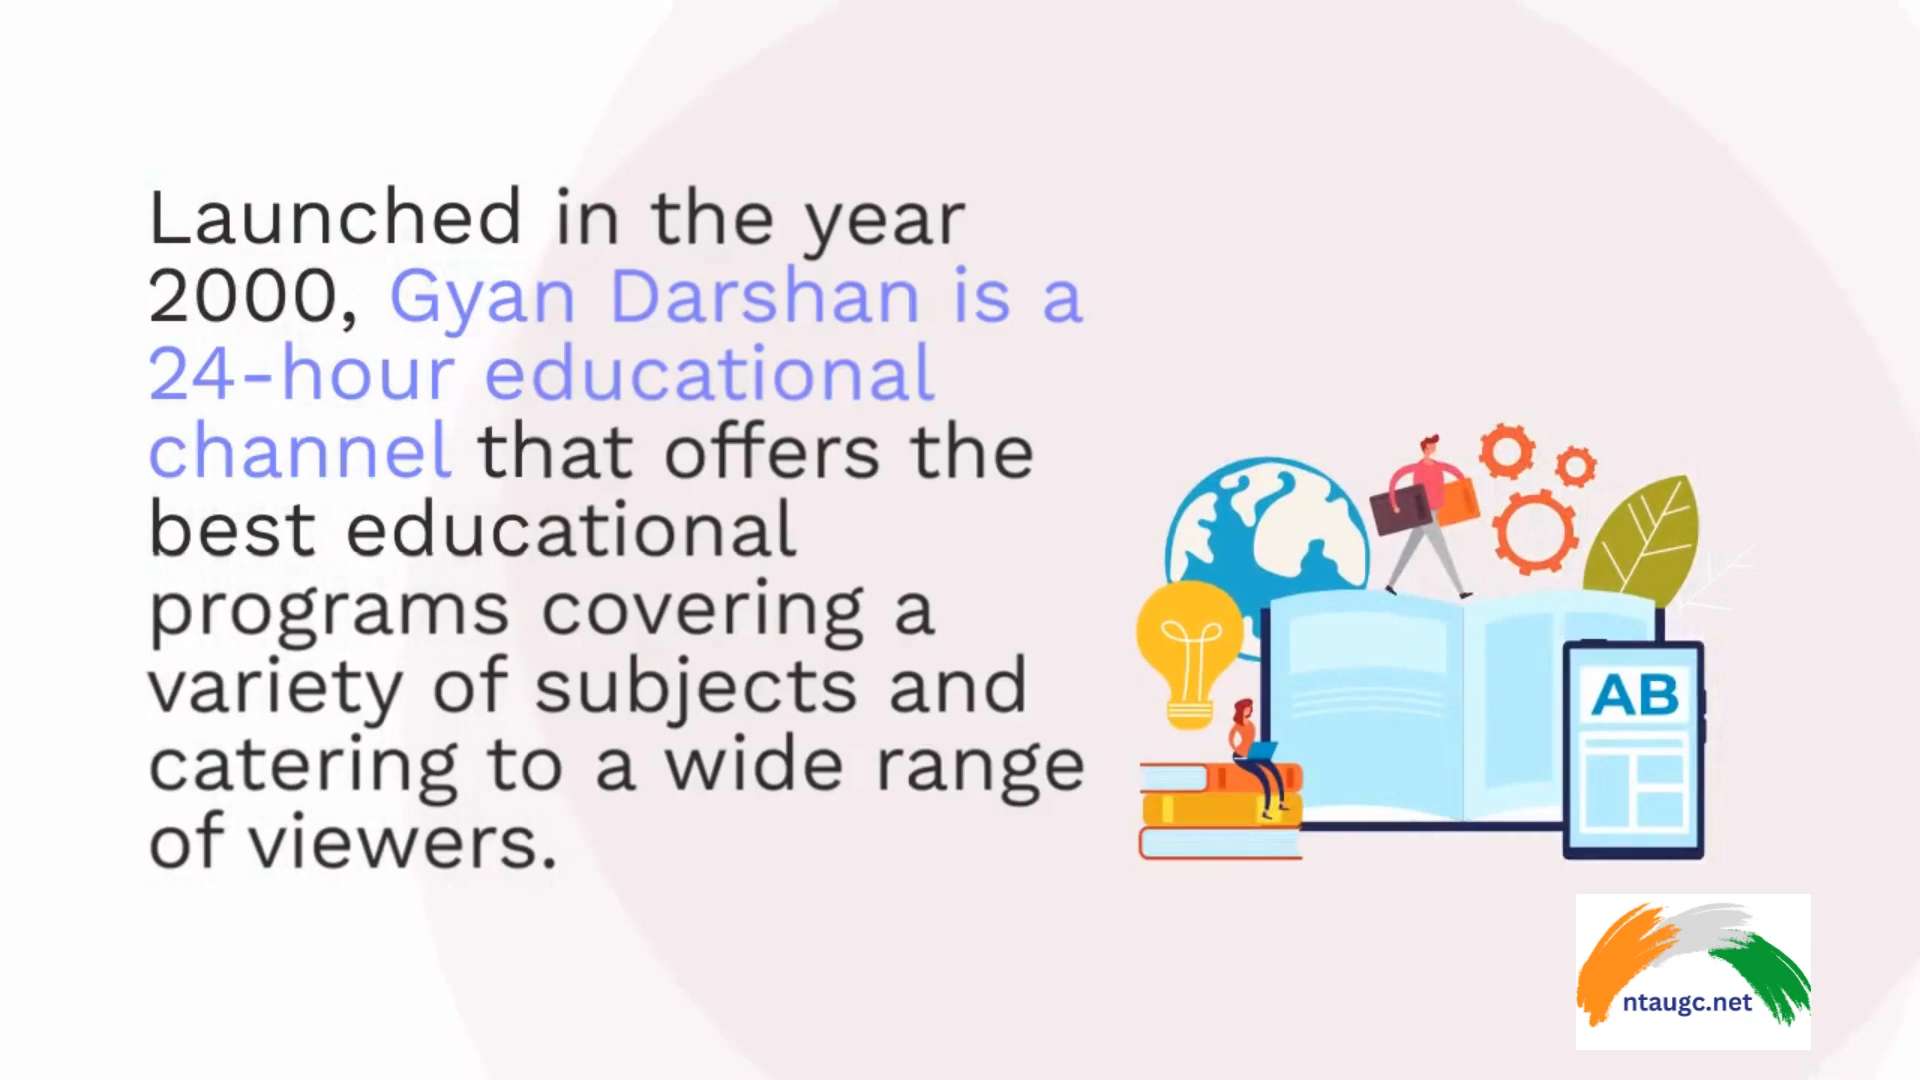 Launched in the year
2000, Gyan Darshan is a
24-hour educational
channel that offers the
best educational
programs covering a
variety of subjects and
catering to a wide range
of viewers.
AB
ntaugc.net